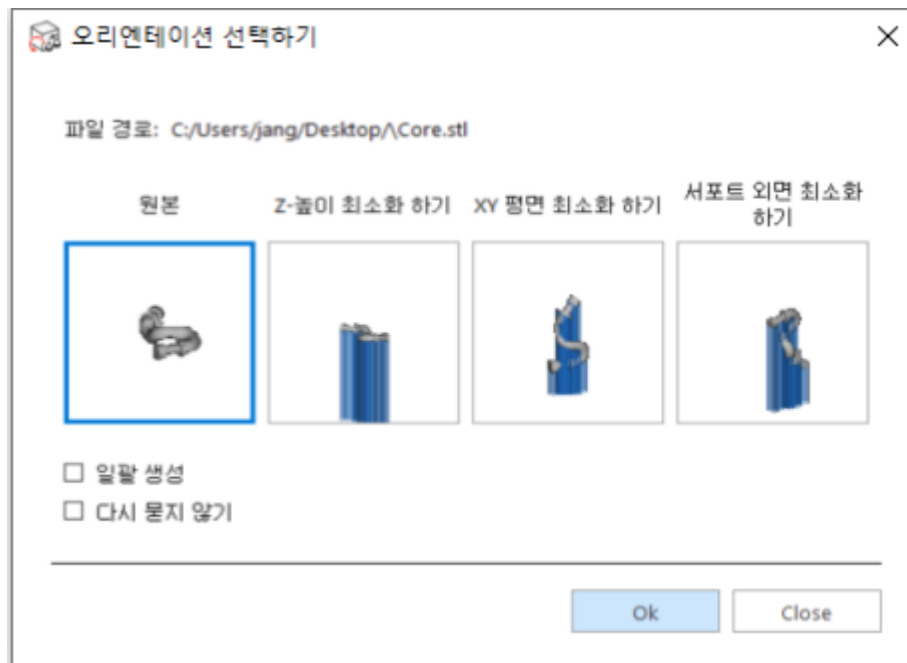 오리엔테이션 선택하기
파일 경로: C:/Users/jang/Desktop/\Core.stl
원본
Z-높이 최소화 하기
XY 평면 최소화 하기
서포트 외면 최소화
하기
일괄 생성
다시 묻지 않기
Ok
Close